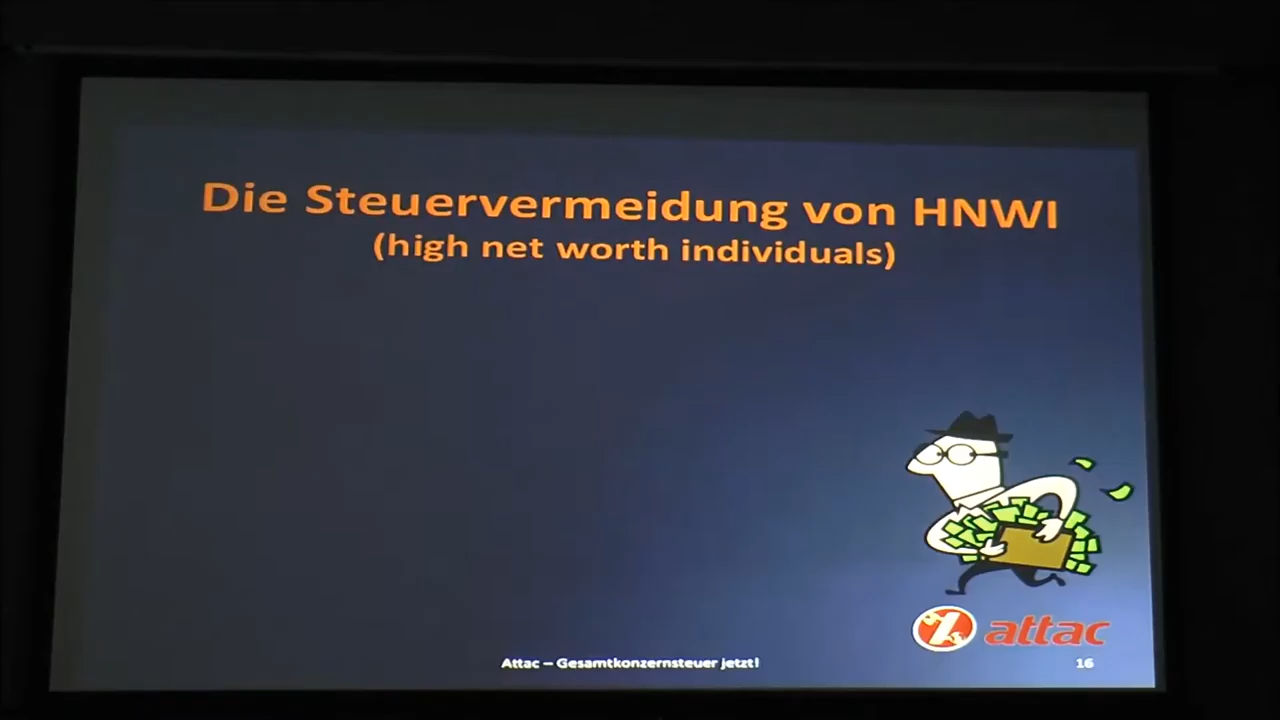 Die Steuervermeidung von HNWI
(high net worth individuals)
attac
Attac – Gesamtkonzernsteuer jetzt!
16